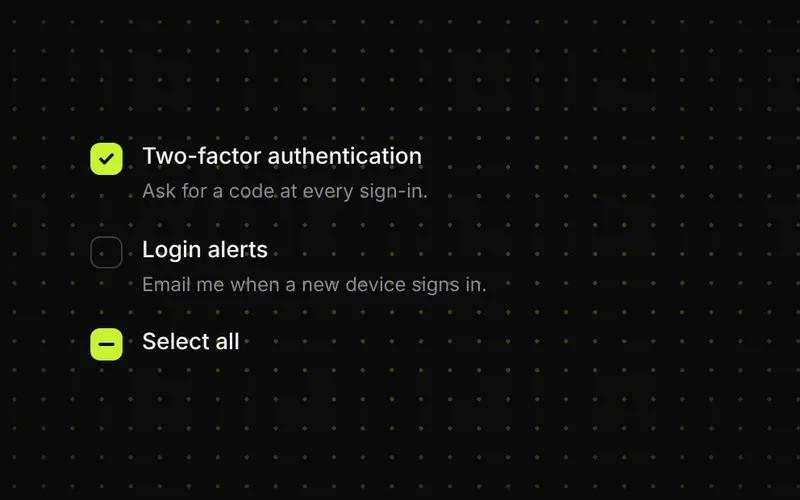 Two-factor authentication
Ask for a code at every sign-in.
Login alerts
Email me when a new device signs in.
Select all